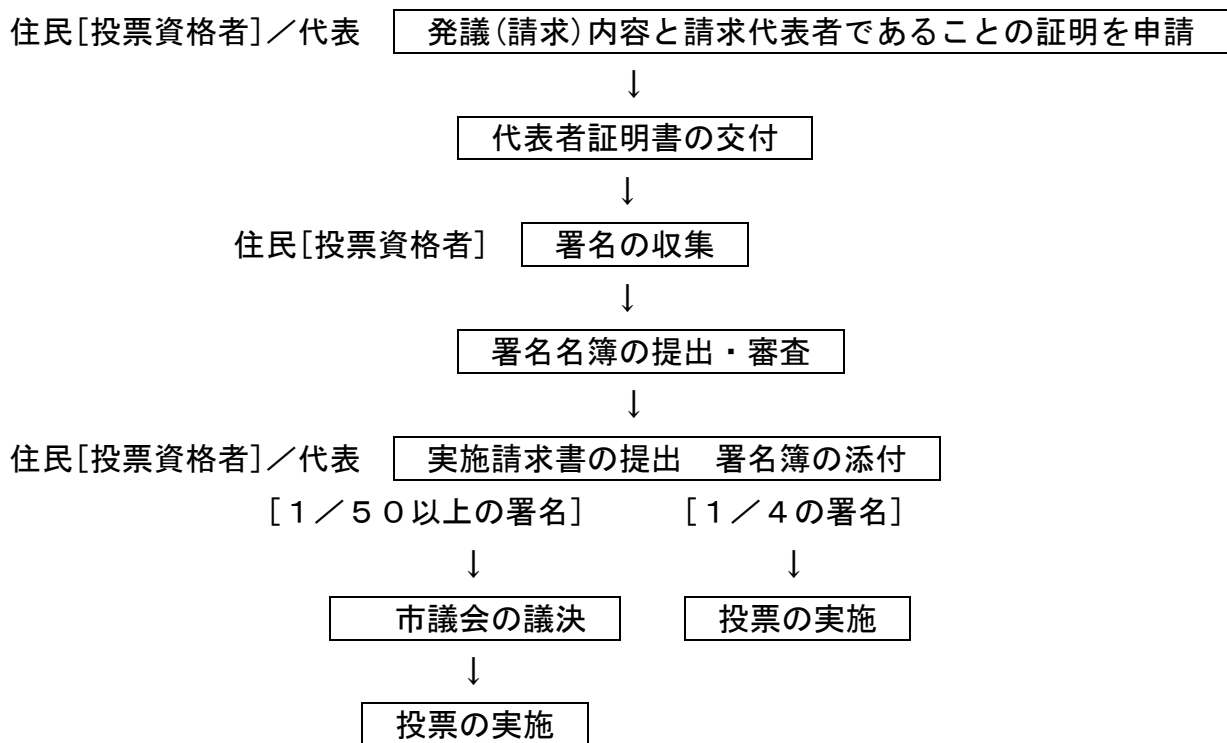 住民[投票資格者]／代表 発議(請求)内容と請求代表者であることの証明を申請
↓
代表者証明書の交付
↓
住民[投票資格者] 署名の収集
↓
署名名簿の提出・審査
↓
住民[投票資格者]／代表 実施請求書の提出　署名簿の添付
[１／５０以上の署名] [１／４の署名]
↓ ↓
市議会の議決 投票の実施
↓
投票の実施